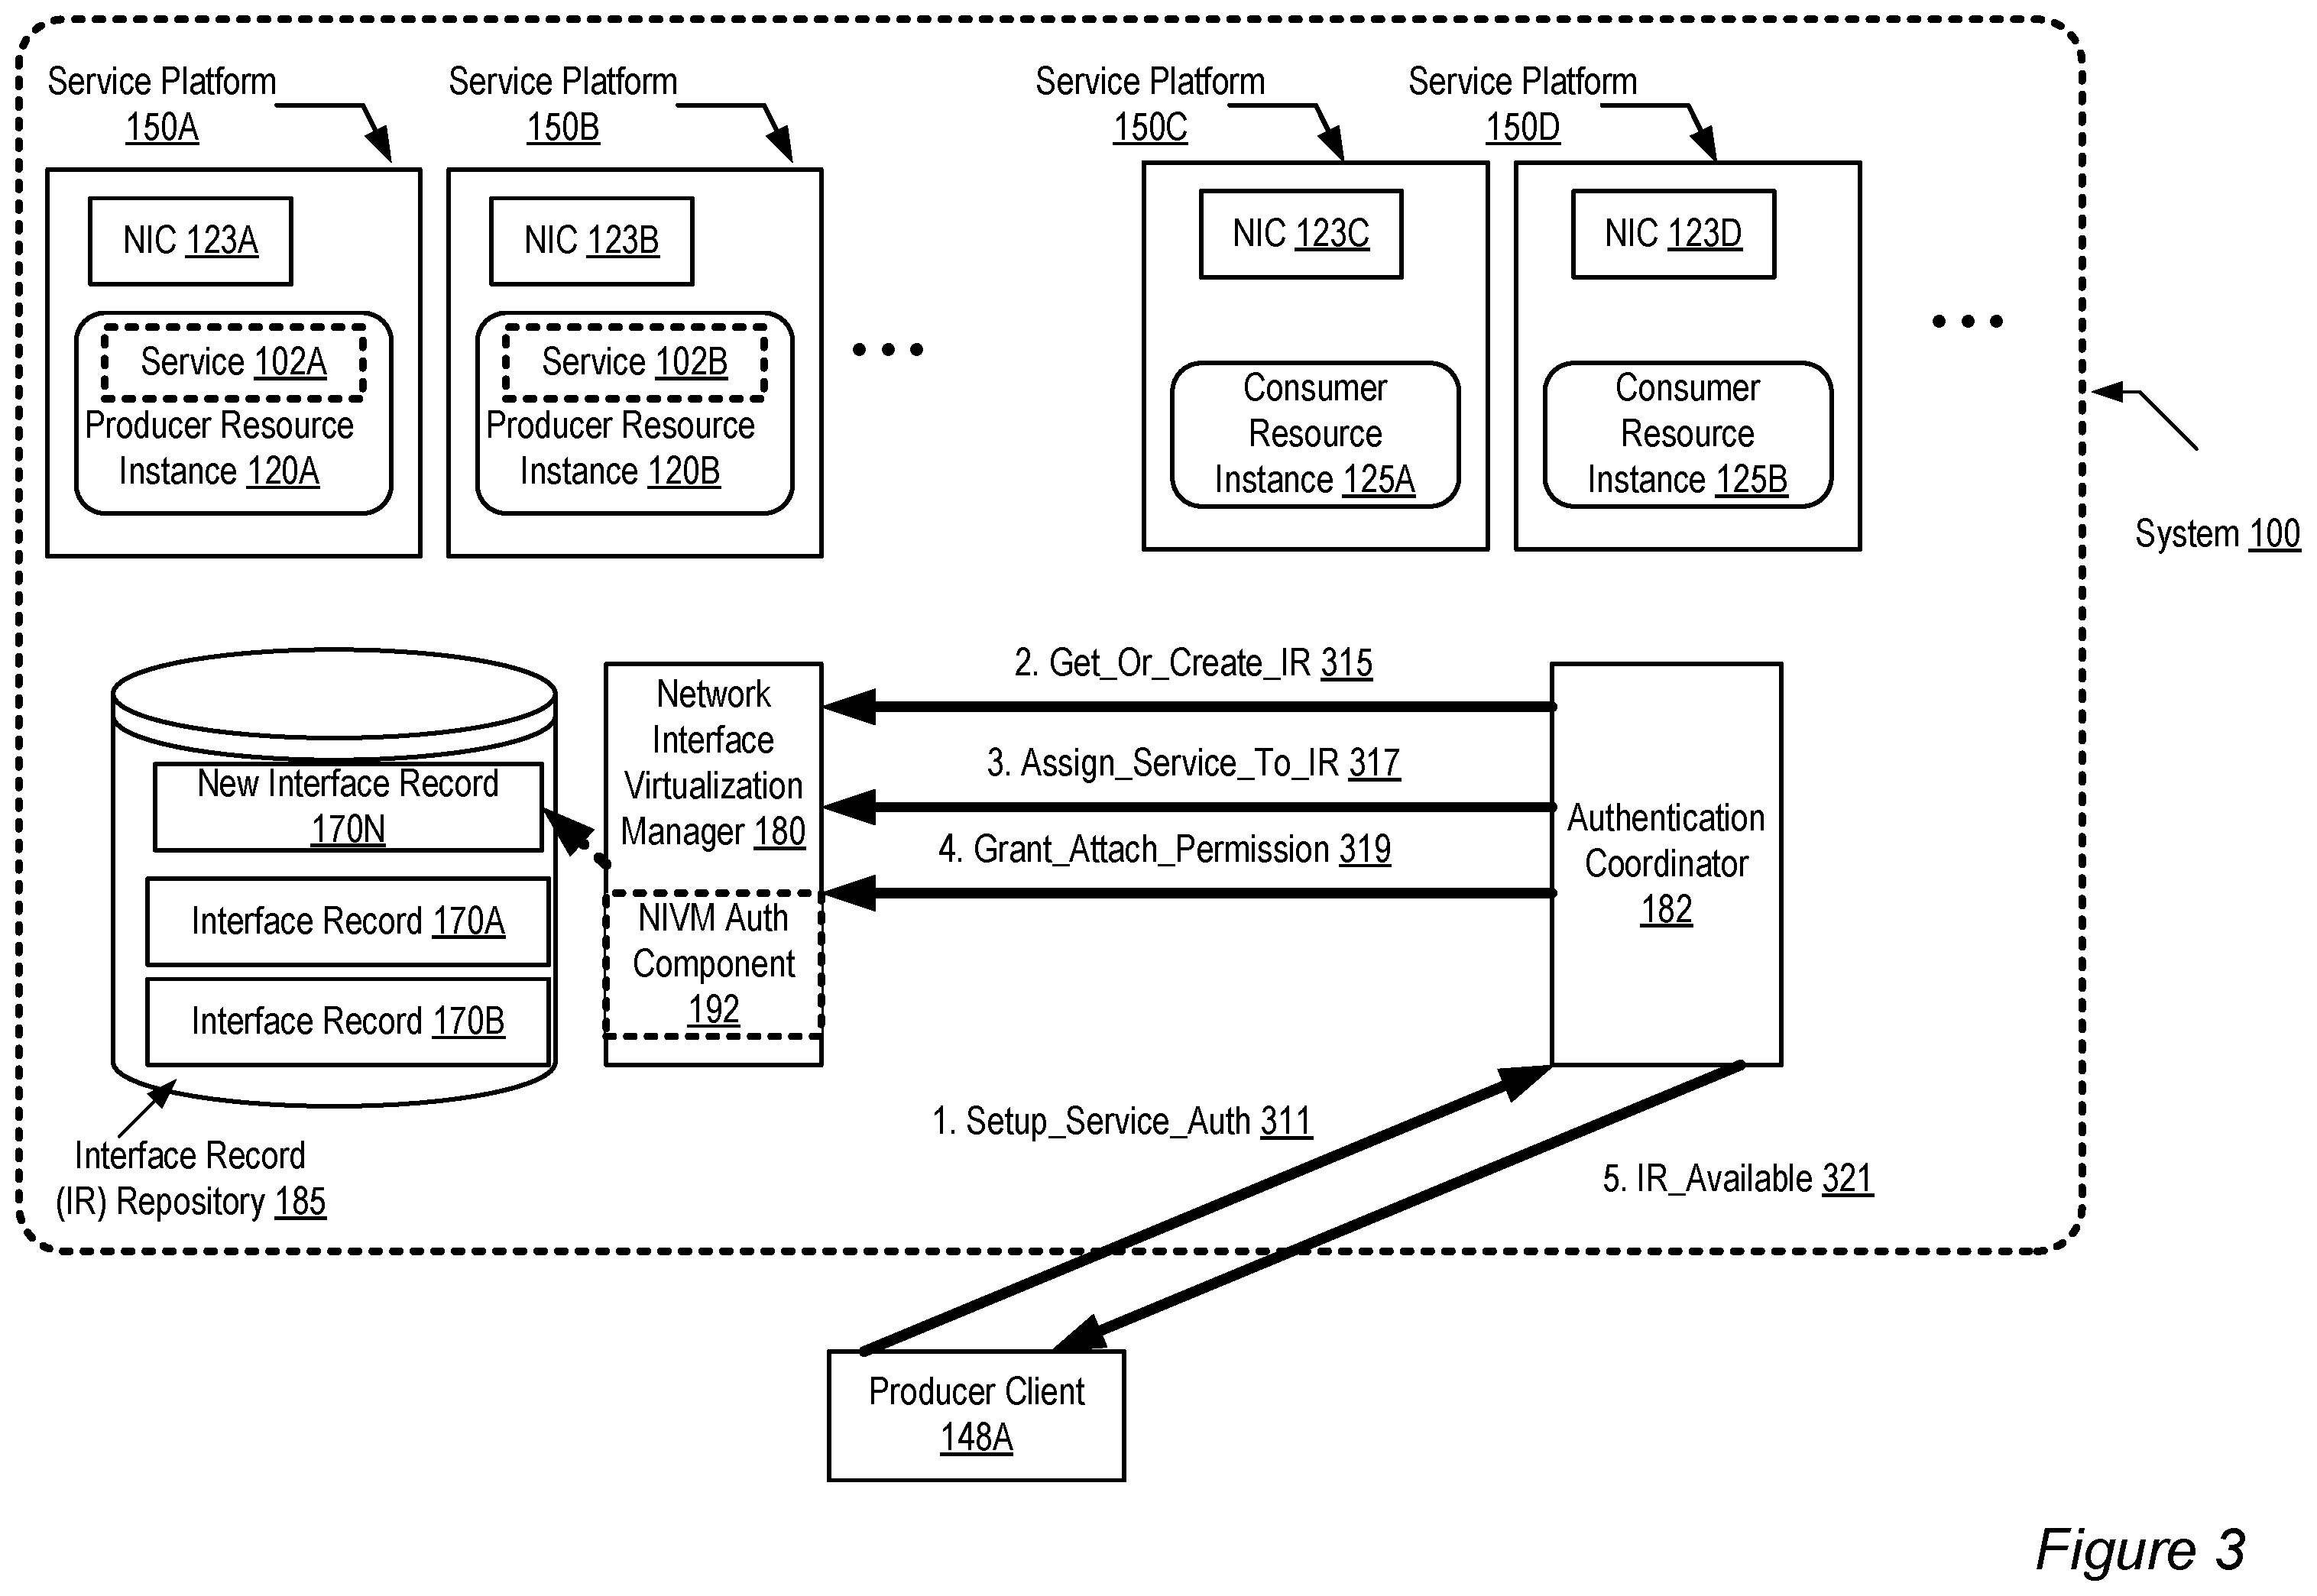 Service Platform
150A
Service Platform
150B
Service Platform
150C
Service Platform
150D
NIC 123A
NIC 123B
NIC 123C
NIC 123D
Service 102A
Producer Resource
Instance 120A
Service 102B
Producer Resource
Instance 120B
Consumer
Resource
Instance 125A
Consumer
Resource
Instance 125B
System 100
New Interface Record
170N
Interface Record 170A
Interface Record 170B
Interface Record
(IR) Repository 185
Network
Interface
Virtualization
Manager 180
NIVM Auth
Component
192
2. Get_Or_Create_IR 315
3. Assign_Service_To_IR 317
4. Grant_Attach_Permission 319
Authentication
Coordinator
182
1. Setup_Service_Auth 311
5. IR_Available 321
Producer Client
148A
Figure 3